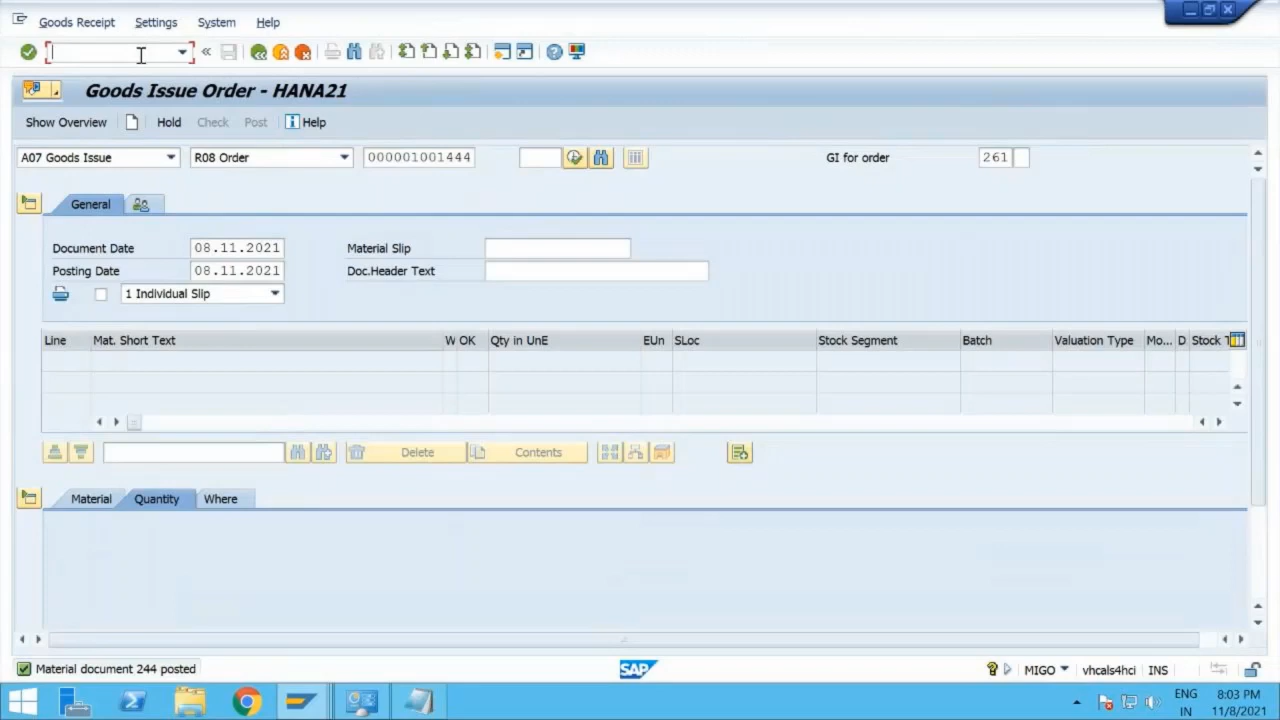 Goods Receipt Settings System Help
Goods Issue Order - HANA21
Show Overview Hold Check Post Help
A07 Goods Issue R08 Order 000001001444 GI for order 261
General
Document Date 08.11.2021 Material Slip
Posting Date 08.11.2021 Doc.Header Text
1 Individual Slip
Line Mat. Short Text W OK Qty in UnE EUn SLoc Stock Segment Batch Valuation Type Mo... D Stock T
Delete Contents
Material Quantity Where
Material document 244 posted SAP MIGO vhcals4hci INS
ENG 8:03 PM
IN 11/8/2021